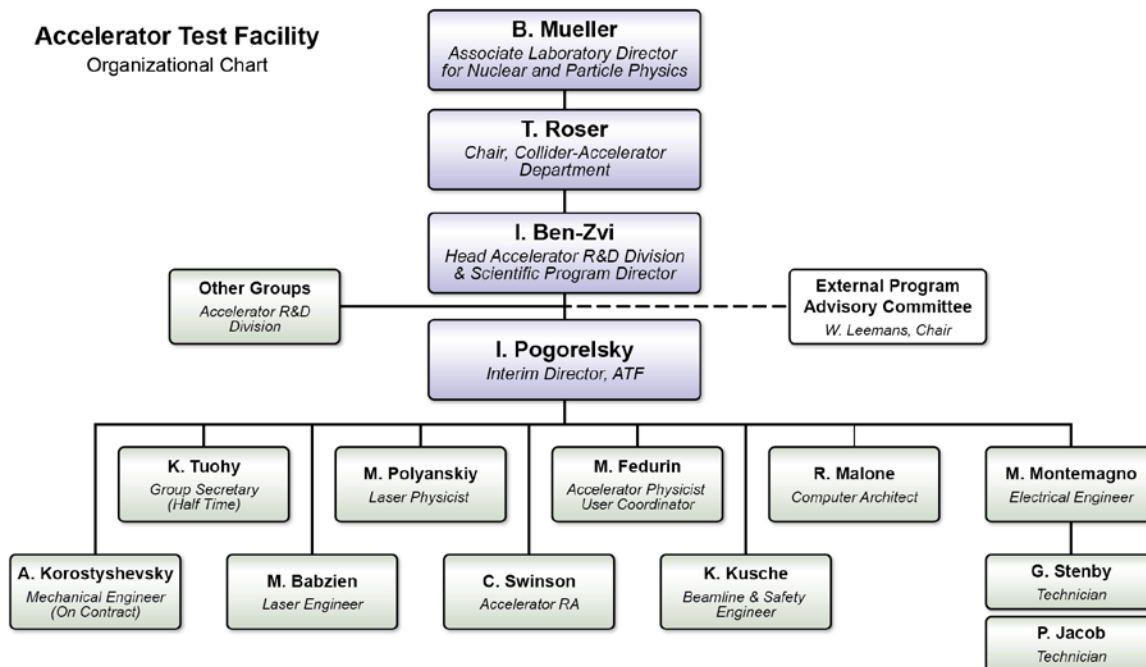 Accelerator Test Facility
Organizational Chart
B. Mueller
Associate Laboratory Director
for Nuclear and Particle Physics
T. Roser
Chair, Collider-Accelerator
Department
I. Ben-Zvi
Head Accelerator R&D Division
& Scientific Program Director
Other Groups
Accelerator R&D
Division
External Program
Advisory Committee
W. Leemans, Chair
I. Pogorelsky
Interim Director, ATF
K. Tuohy
Group Secretary
(Half Time)
M. Polyanskiy
Laser Physicist
M. Fedurin
Accelerator Physicist
User Coordinator
R. Malone
Computer Architect
M. Montemagno
Electrical Engineer
A. Korostyshevsky
Mechanical Engineer
(On Contract)
M. Babzien
Laser Engineer
C. Swinson
Accelerator RA
K. Kusche
Beamline & Safety
Engineer
G. Stenby
Technician
P. Jacob
Technician